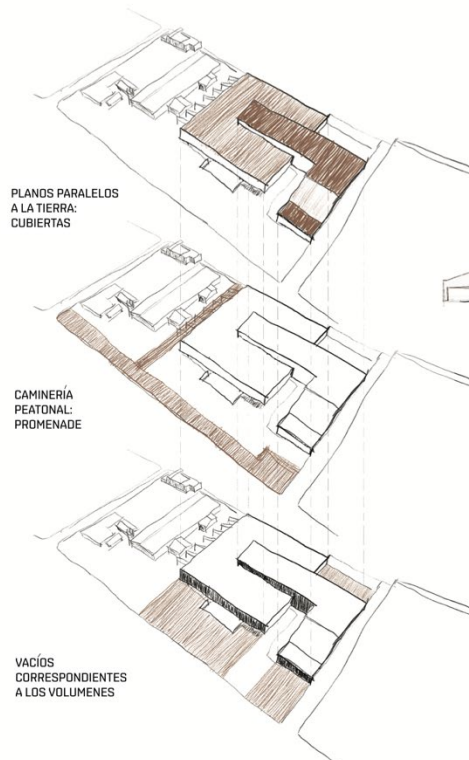 PLANOS PARALELOS
A LA TIERRA:
CUBIERTAS
CAMINERÍA
PEATONAL:
PROMENADE
VACÍOS
CORRESPONDIENTES
A LOS VOLUMENES